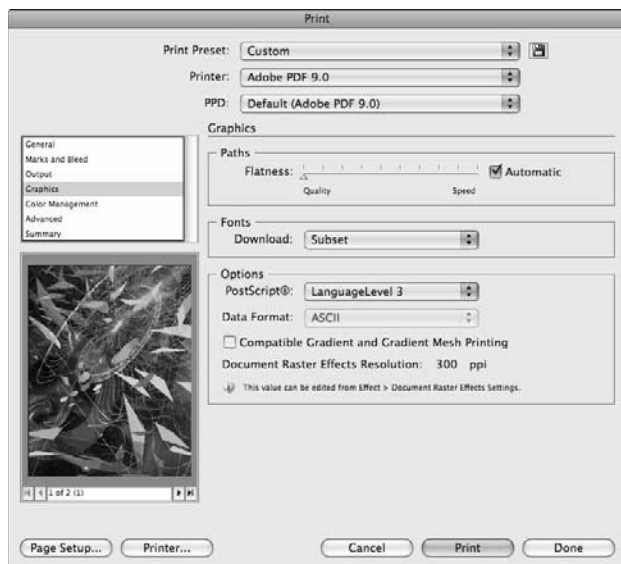 Print
Print Preset: Custom
Printer: Adobe PDF 9.0
PPD: Default (Adobe PDF 9.0)
General
Marks and Bleed
Output
Graphics
Color Management
Advanced
Summary
Graphics
Paths
Flatness: Automatic
Quality Speed
Fonts
Download: Subset
Options
PostScript®: LanguageLevel 3
Data Format: ASCII
Compatible Gradient and Gradient Mesh Printing
Document Raster Effects Resolution: 300 ppi
This value can be edited from Effect > Document Raster Effects Settings.
1 of 2 (1)
Page Setup... Printer... Cancel Print Done